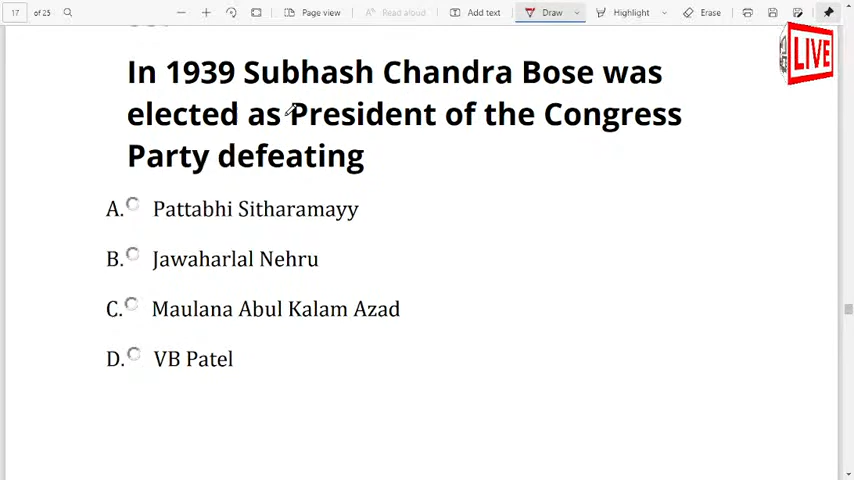 17 of 25 Page view Read aloud Add text Draw Highlight Erase
LIVE
In 1939 Subhash Chandra Bose was
elected as President of the Congress
Party defeating
A. Pattabhi Sitharamayy
B. Jawaharlal Nehru
C. Maulana Abul Kalam Azad
D. VB Patel